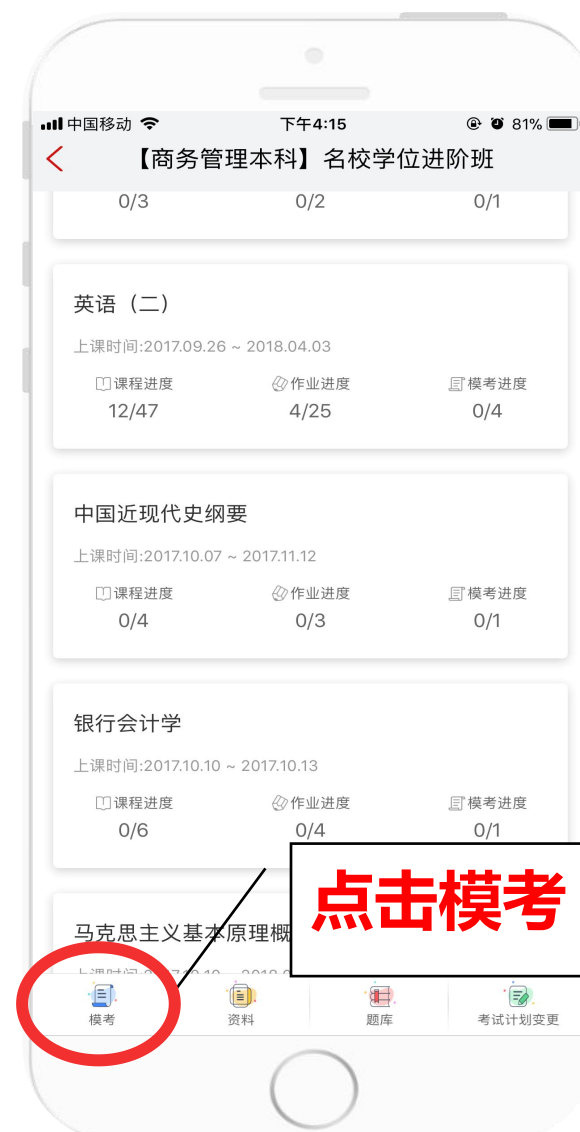 中国移动 下午4:15 81%
【商务管理本科】名校学位进阶班
0/3 0/2 0/1
英语（二）
上课时间:2017.09.26 ~ 2018.04.03
课程进度 作业进度 模考进度
12/47 4/25 0/4
中国近现代史纲要
上课时间:2017.10.07 ~ 2017.11.12
课程进度 作业进度 模考进度
0/4 0/3 0/1
银行会计学
上课时间:2017.10.10 ~ 2017.10.13
课程进度 作业进度 模考进度
0/6 0/4 0/1
点击模考
马克思主义基本原理概
模考 资料 题库 考试计划变更